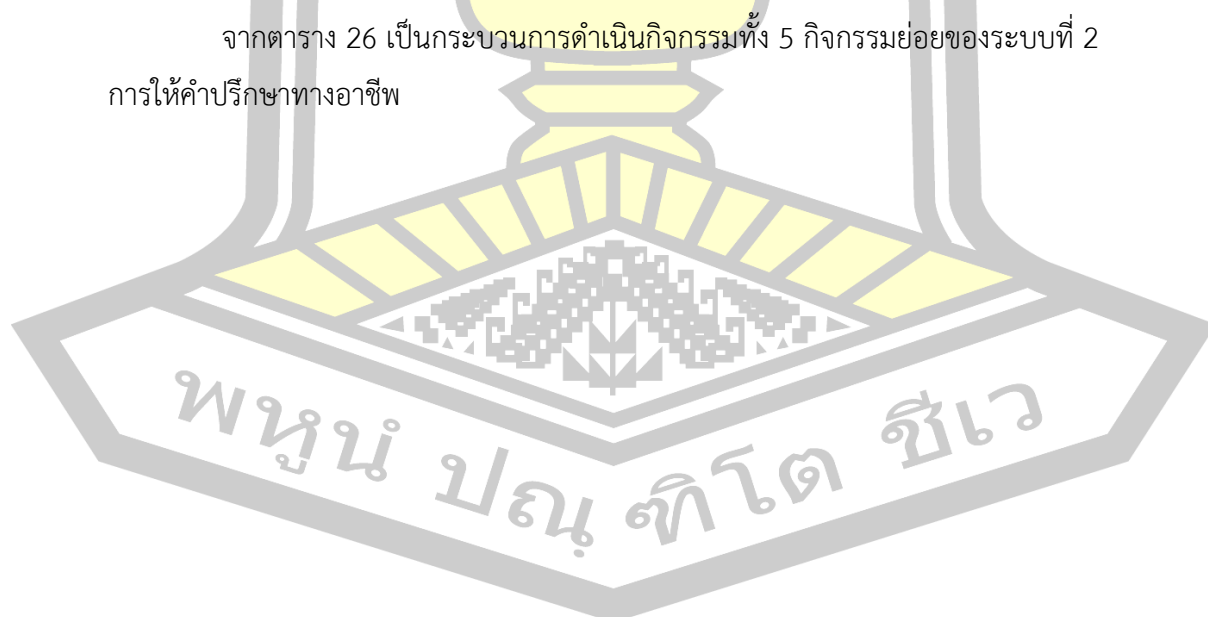 จากตาราง 26 เป็นกระบวนการดำเนินกิจกรรมทั้ง 5 กิจกรรมย่อยของระบบที่ 2
การให้คำปรึกษาทางอาชีพ
พหูนํ ปณฺ ฑิโต ชีเว